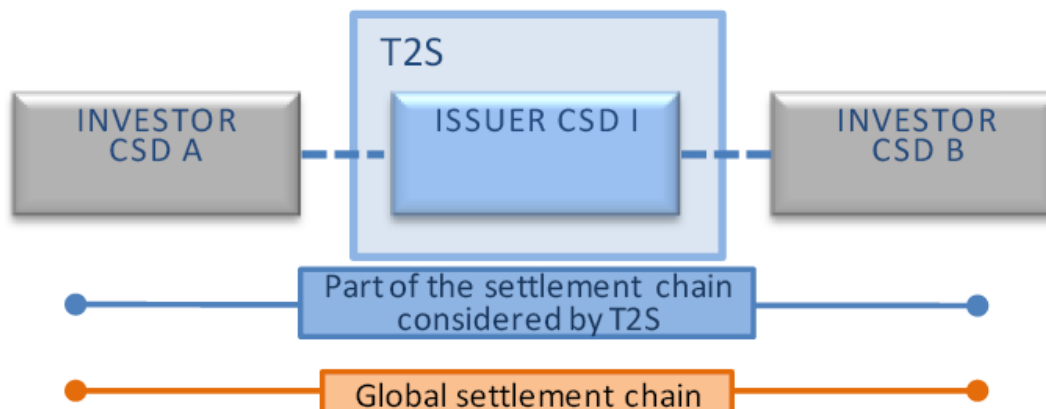 T2S
INVESTOR
CSD A
ISSUER CSD I
INVESTOR
CSD B
Part of the settlement chain
considered by T2S
Global settlement chain